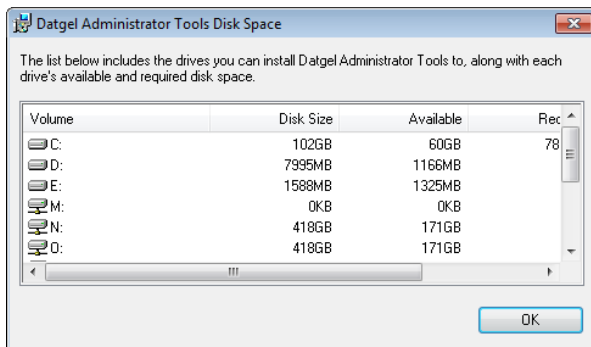 Datgel Administrator Tools Disk Space
The list below includes the drives you can install Datgel Administrator Tools to, along with each
drive's available and required disk space.
Volume Disk Size Available Rec
C: 102GB 60GB 78
D: 7995MB 1166MB
E: 1588MB 1325MB
M: 0KB 0KB
N: 418GB 171GB
O: 418GB 171GB
OK